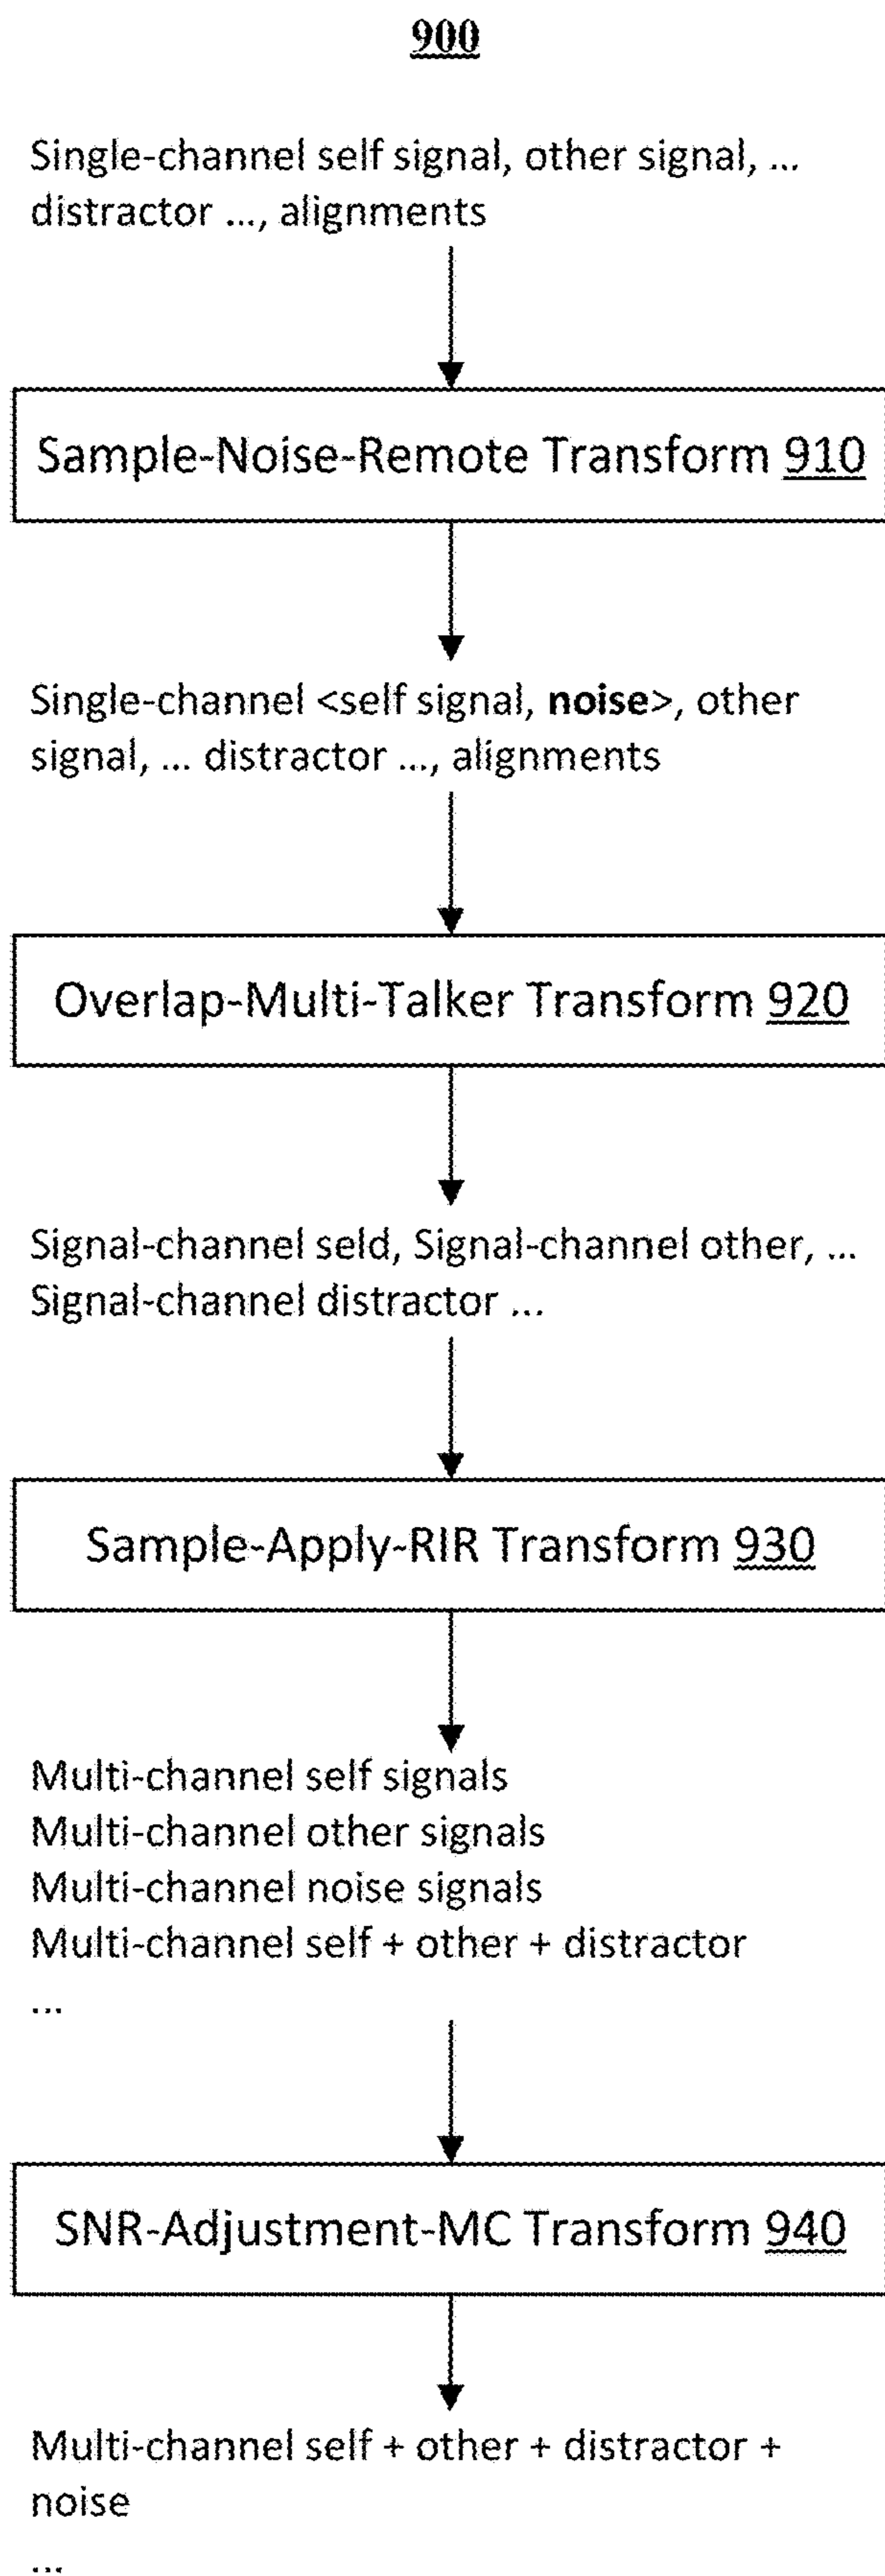 900
Single-channel self signal, other signal, ...
distractor ..., alignments
Sample-Noise-Remote Transform 910
Single-channel <self signal, noise>, other
signal, ... distractor ..., alignments
Overlap-Multi-Talker Transform 920
Signal-channel seld, Signal-channel other, ...
Signal-channel distractor ...
Sample-Apply-RIR Transform 930
Multi-channel self signals
Multi-channel other signals
Multi-channel noise signals
Multi-channel self + other + distractor
...
SNR-Adjustment-MC Transform 940
Multi-channel self + other + distractor +
noise
...